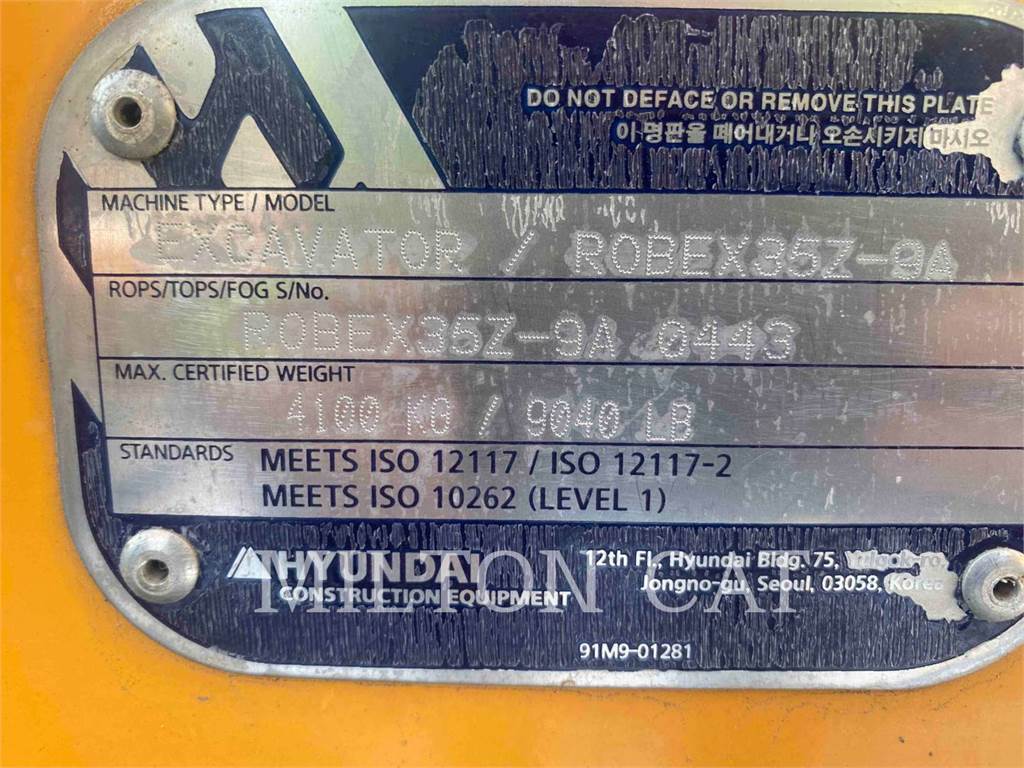 DO NOT DEFACE OR REMOVE THIS PLATE
이 명판을 떼어내거나 오손시키지 마시오
MACHINE TYPE / MODEL
EXCAVATOR / ROBEX35Z-9A
ROPS/TOPS/FOG S/No.
ROBEX35Z-9A 0443
MAX. CERTIFIED WEIGHT
4100 KG / 9040 LB
STANDARDS MEETS ISO 12117 / ISO 12117-2
MEETS ISO 10262 (LEVEL 1)
HYUNDAI
CONSTRUCTION EQUIPMENT
12th Fl., Hyundai Bldg. 75,
Jongno-gu, Seoul, 03058, Korea
91M9-01281
MILTON CAT